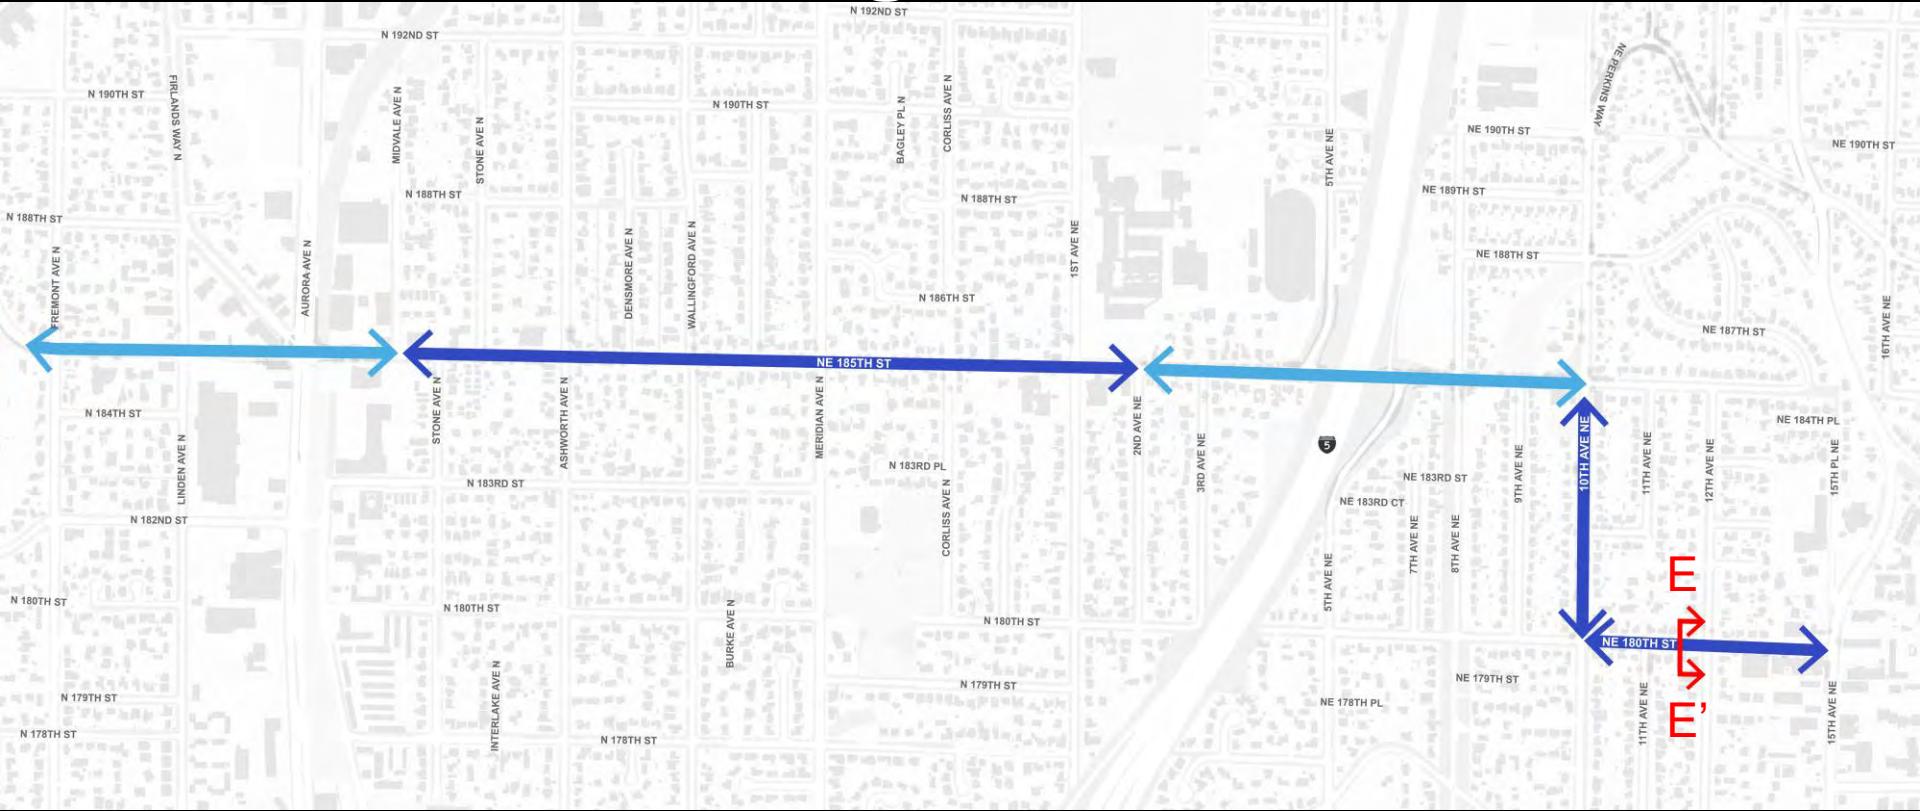 N 192ND ST
N 192ND ST
NE PERKINS WAY
N 190TH ST
FIRLANDS WAY N
MIDVALE AVE N
STONE AVE N
N 190TH ST
BAGLEY PL N
CORLISS AVE N
5TH AVE NE
NE 190TH ST
NE 190TH ST
N 188TH ST
N 188TH ST
N 188TH ST
NE 189TH ST
NE 188TH ST
FREMONT AVE N
AURORA AVE N
DENSMORE AVE N
WALLINGFORD AVE N
1ST AVE NE
N 186TH ST
NE 187TH ST
16TH AVE NE
NE 185TH ST
N 184TH ST
LINDEN AVE N
STONE AVE N
ASHWORTH AVE N
MERIDIAN AVE N
2ND AVE NE
3RD AVE NE
5
10TH AVE NE
NE 184TH PL
N 183RD ST
N 183RD PL
CORLISS AVE N
NE 183RD ST
NE 183RD CT
9TH AVE NE
11TH AVE NE
12TH AVE NE
15TH PL NE
N 182ND ST
7TH AVE NE
8TH AVE NE
5TH AVE NE
E
N 180TH ST
N 180TH ST
BURKE AVE N
N 180TH ST
NE 180TH ST
INTERLAKE AVE N
N 179TH ST
N 179TH ST
NE 179TH ST
NE 178TH PL
E’
11TH AVE NE
15TH AVE NE
N 178TH ST
N 178TH ST